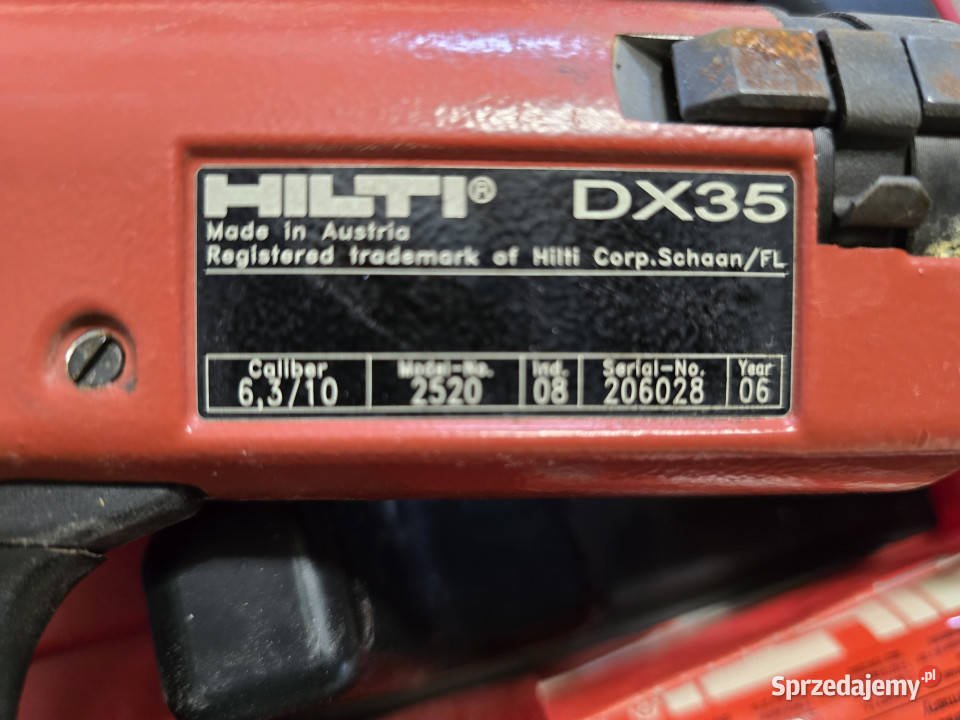 HILTI® DX35
Made in Austria
Registered trademark of Hilti Corp.Schaan/FL
Caliber Model-No. Ind. Serial-No. Year
6,3/10 2520 08 206028 06
Sprzedajemy.pl